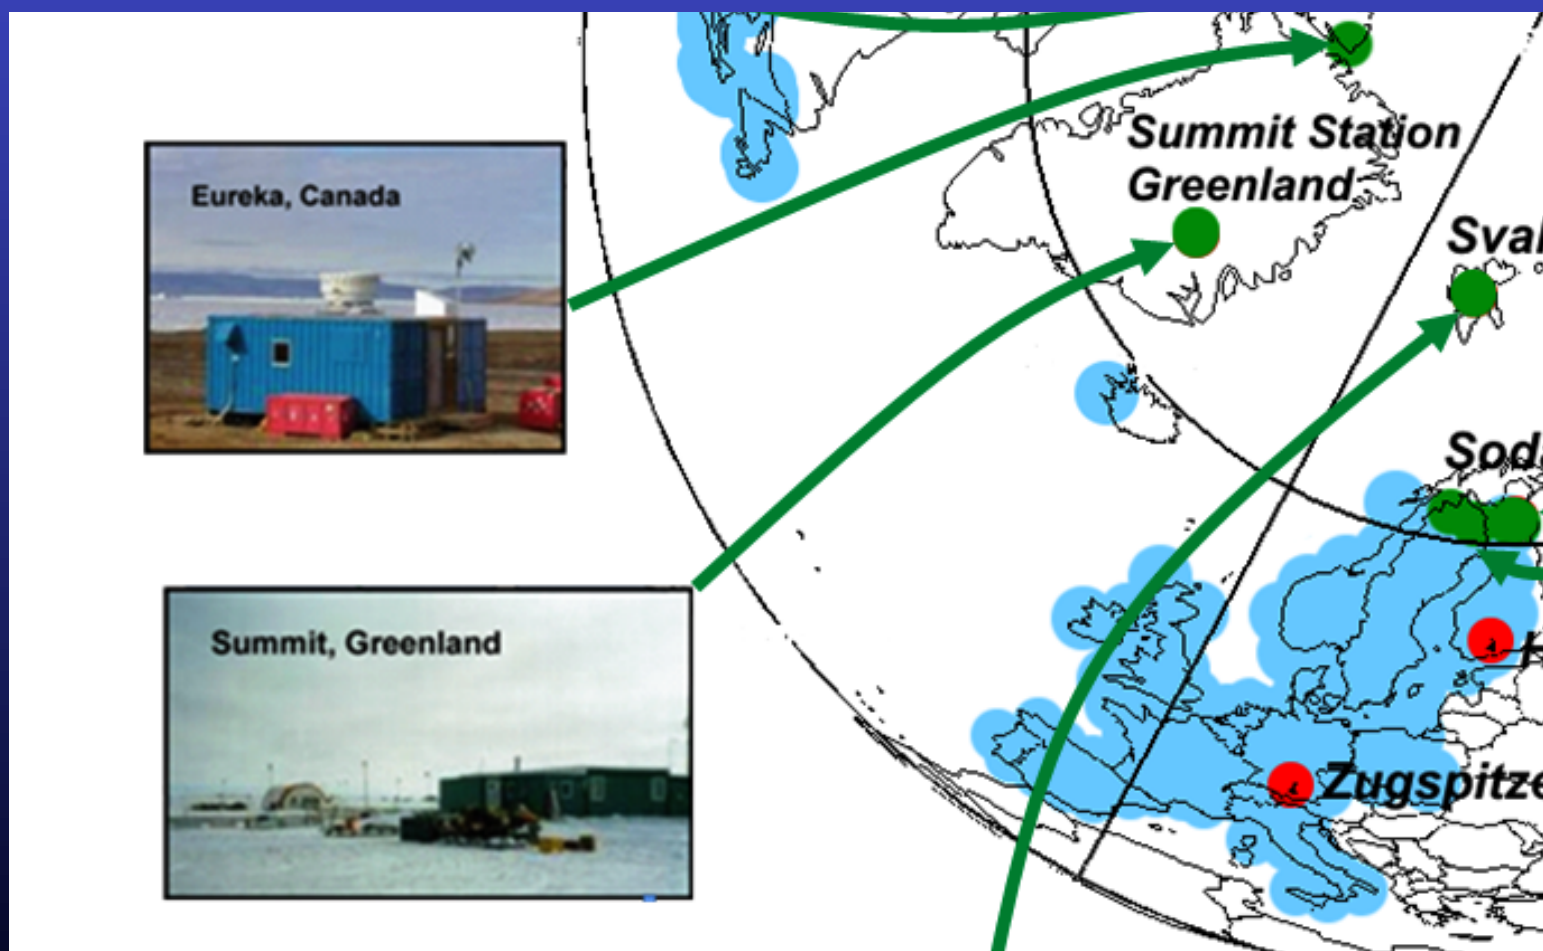 Eureka, Canada
Summit Station
Greenland
Summit, Greenland
Zugspitze